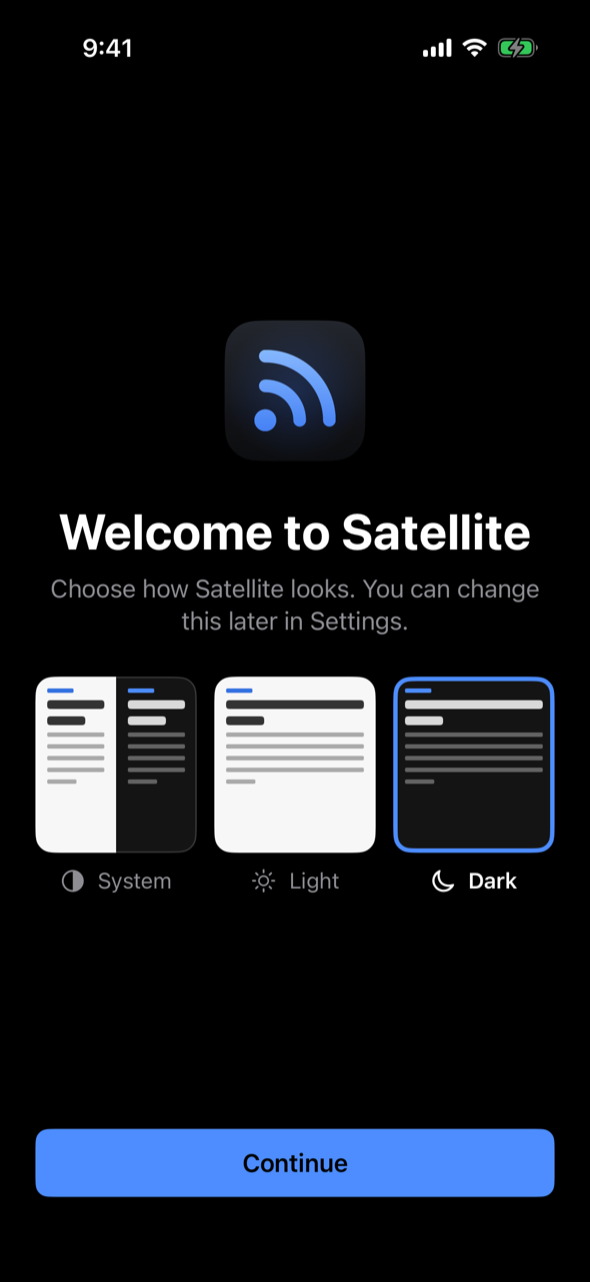 9:41
Welcome to Satellite
Choose how Satellite looks. You can change
this later in Settings.
System
Light
Dark
Continue